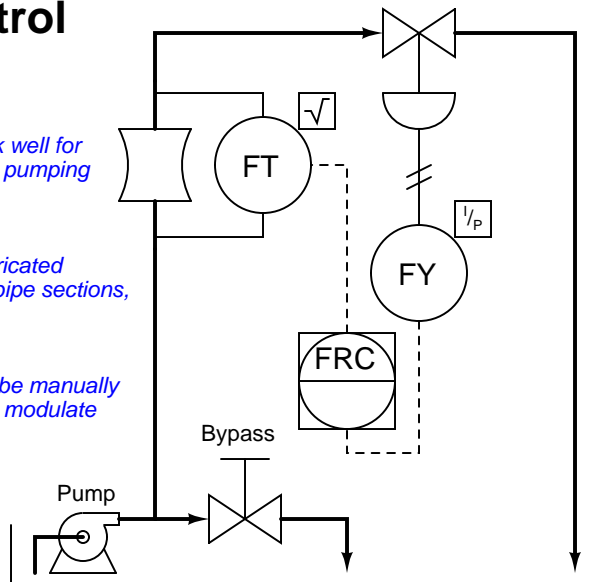 trol
k well for
pumping
√
FT
I/P
FY
ricated
pipe sections,
FRC
be manually
modulate
Bypass
Pump